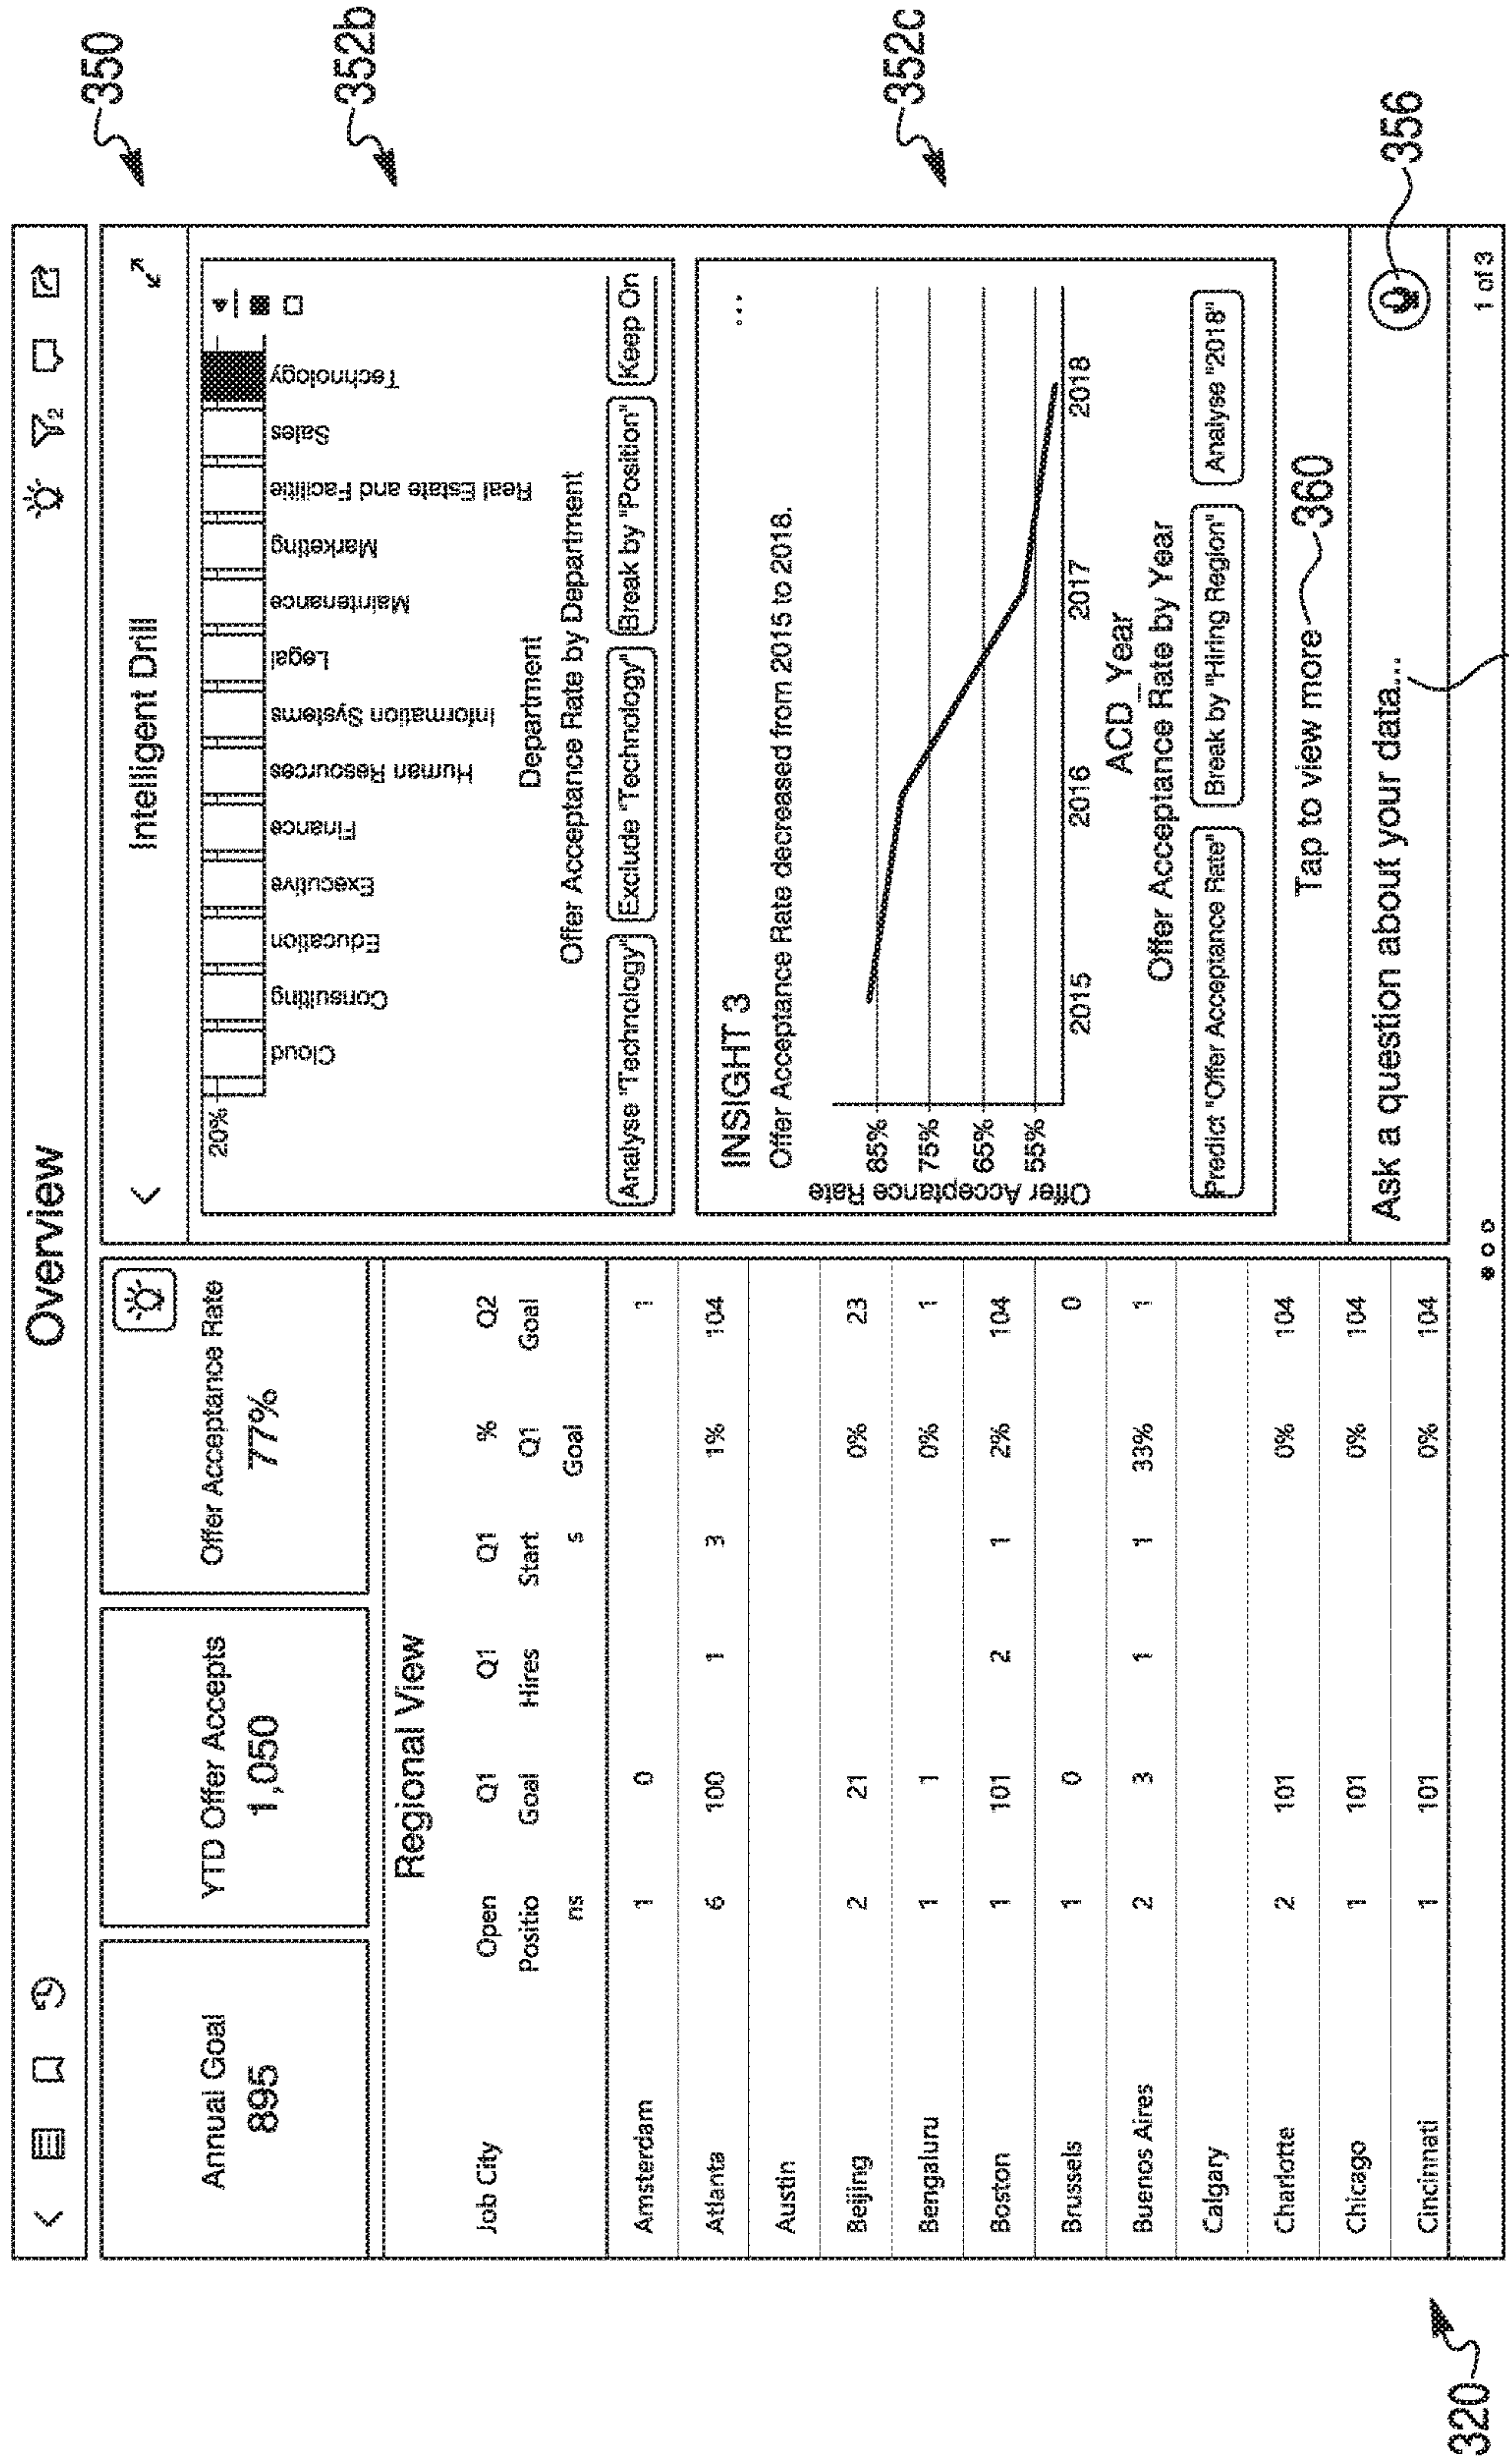 350
352b
352c
356
360
320
Overview
2
Annual Goal
895
YTD Offer Accepts
1,050
Offer Acceptance Rate
77%
Regional View
Job City Open Positio ns Q1 Goal Q1 Hires Q1 Start s % Q1 Goal Q2 Goal
Amsterdam 1 0 1
Atlanta 6 100 1 3 1% 104
Austin
Beijing 2 21 0% 23
Bengaluru 1 1 0% 1
Boston 1 101 2 1 2% 104
Brussels 1 0 0
Buenos Aires 2 3 1 1 33% 1
Calgary
Charlotte 2 101 0% 104
Chicago 1 101 0% 104
Cincinnati 1 101 0% 104
Intelligent Drill
20%
Cloud
Consulting
Education
Executive
Finance
Human Resources
Information Systems
Legal
Maintenance
Marketing
Real Estate and Facilitie
Sales
Technology
Department
Offer Acceptance Rate by Department
Analyse "Technology" Exclude "Technology" Break by "Position" Keep On
INSIGHT 3
...
Offer Acceptance Rate decreased from 2015 to 2018.
Offer Acceptance Rate
85%
75%
65%
55%
2015 2016 2017 2018
ACD_Year
Offer Acceptance Rate by Year
Predict "Offer Acceptance Rate" Break by "Hiring Region" Analyse "2018"
Tap to view more
Ask a question about your data...
1 of 3